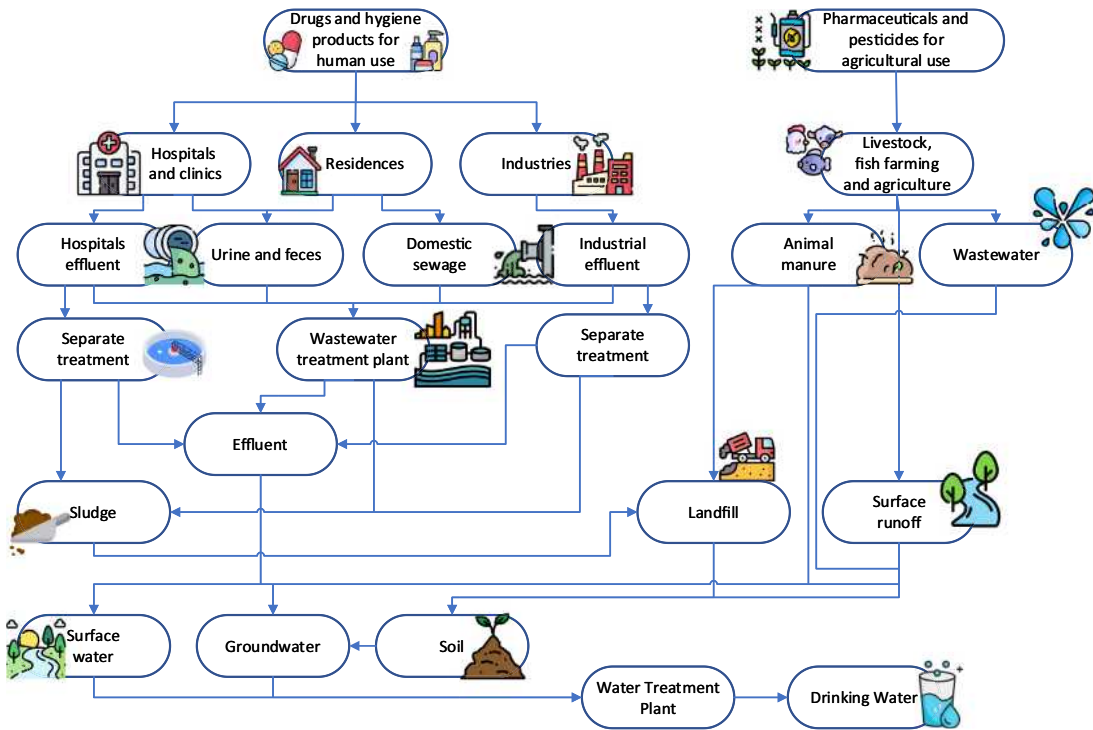 Drugs and hygiene
products for
human use
Pharmaceuticals and
pesticides for
agricultural use
Hospitals
and clinics
Residences
Industries
Livestock,
fish farming
and agriculture
Hospitals
effluent
Urine and feces
Domestic
sewage
Industrial
effluent
Animal
manure
Wastewater
Separate
treatment
Wastewater
treatment plant
Separate
treatment
Effluent
Sludge
Landfill
Surface
runoff
Surface
water
Groundwater
Soil
Water Treatment
Plant
Drinking Water